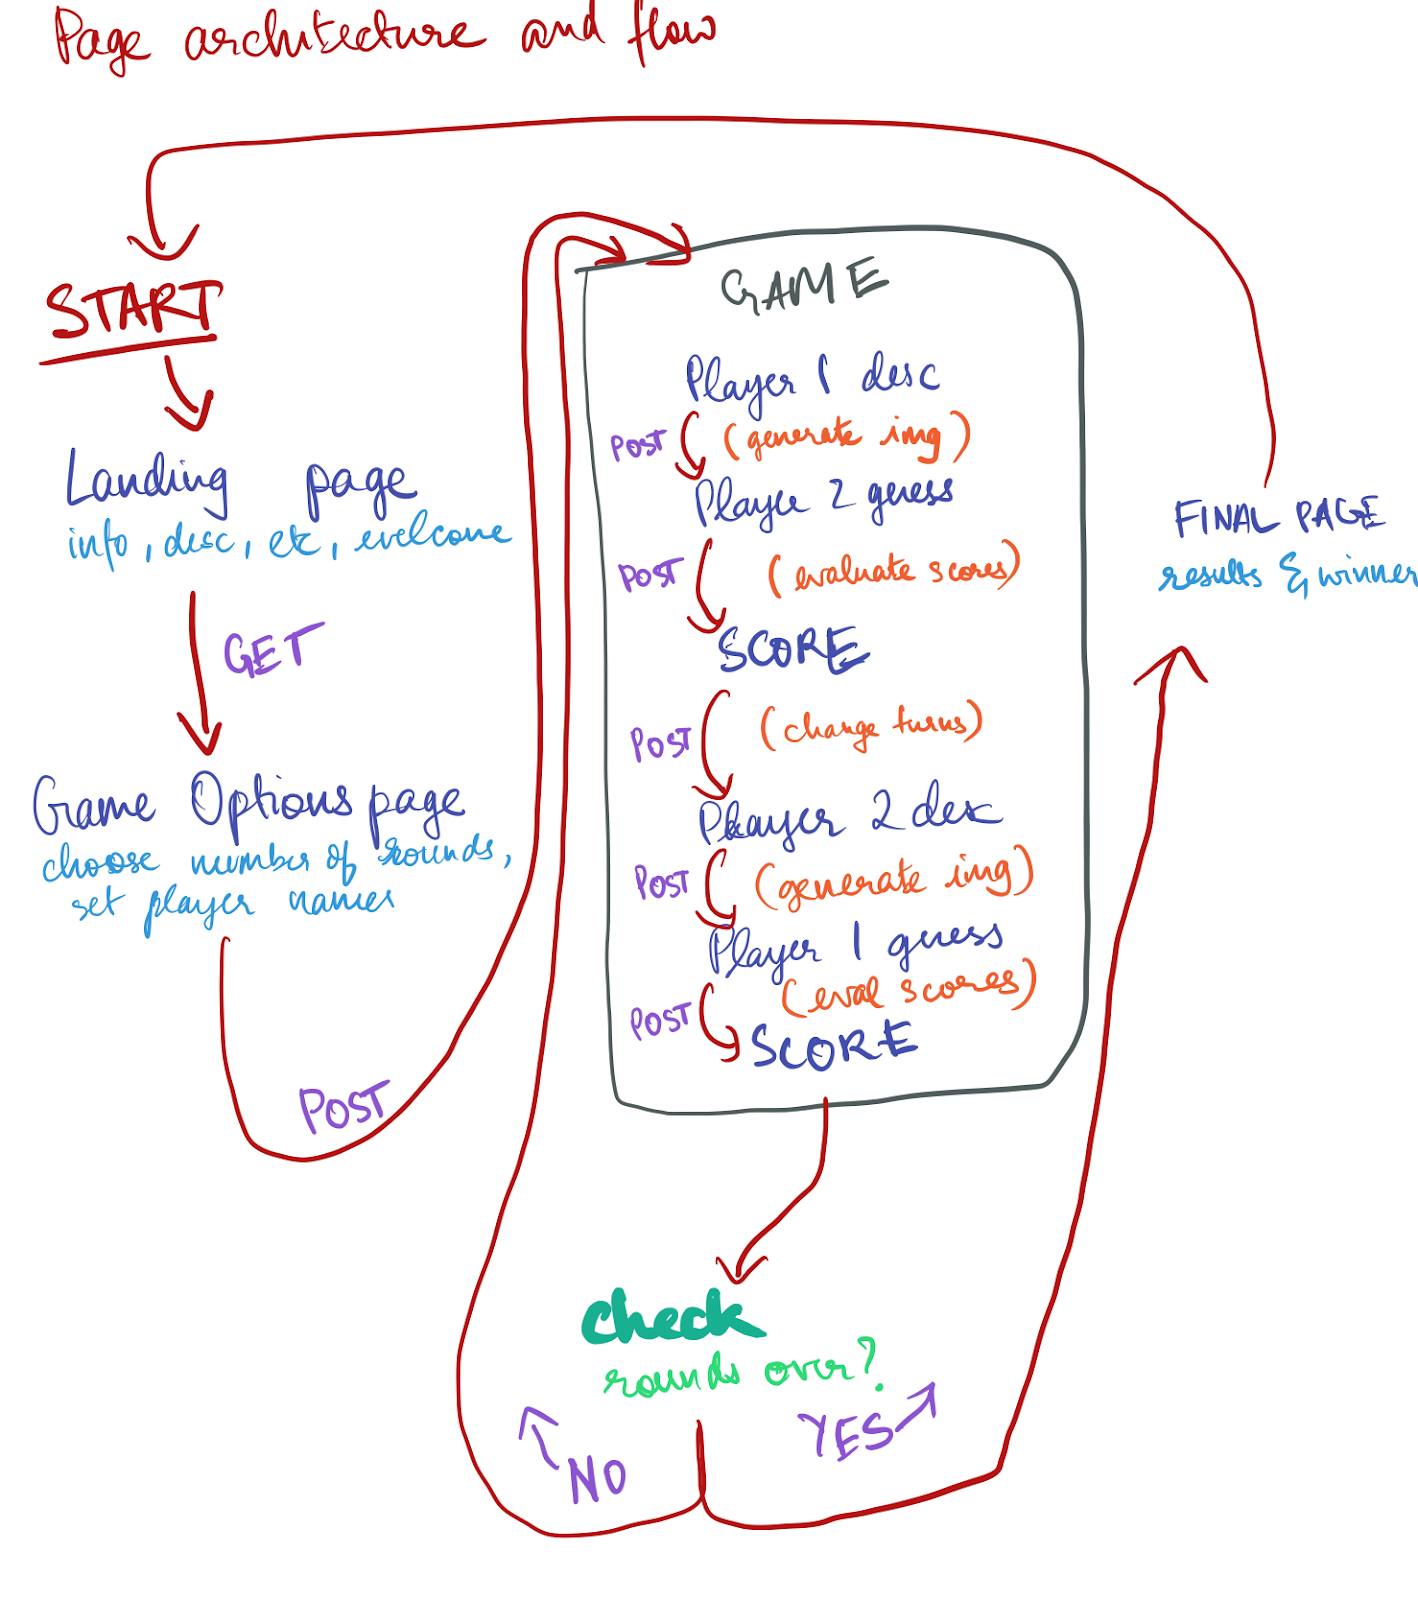 Page architecture and flow
START
Landing page
info, desc, etc, welcome
GET
Game Options page
choose number of rounds,
set player names
POST
GAME
Player 1 desc
POST (generate img)
Player 2 guess
POST (evaluate scores)
SCORE
POST (change turns)
Player 2 desc
POST (generate img)
Player 1 guess
POST (eval scores)
SCORE
check
rounds over?
NO
YES
FINAL PAGE
results & winner